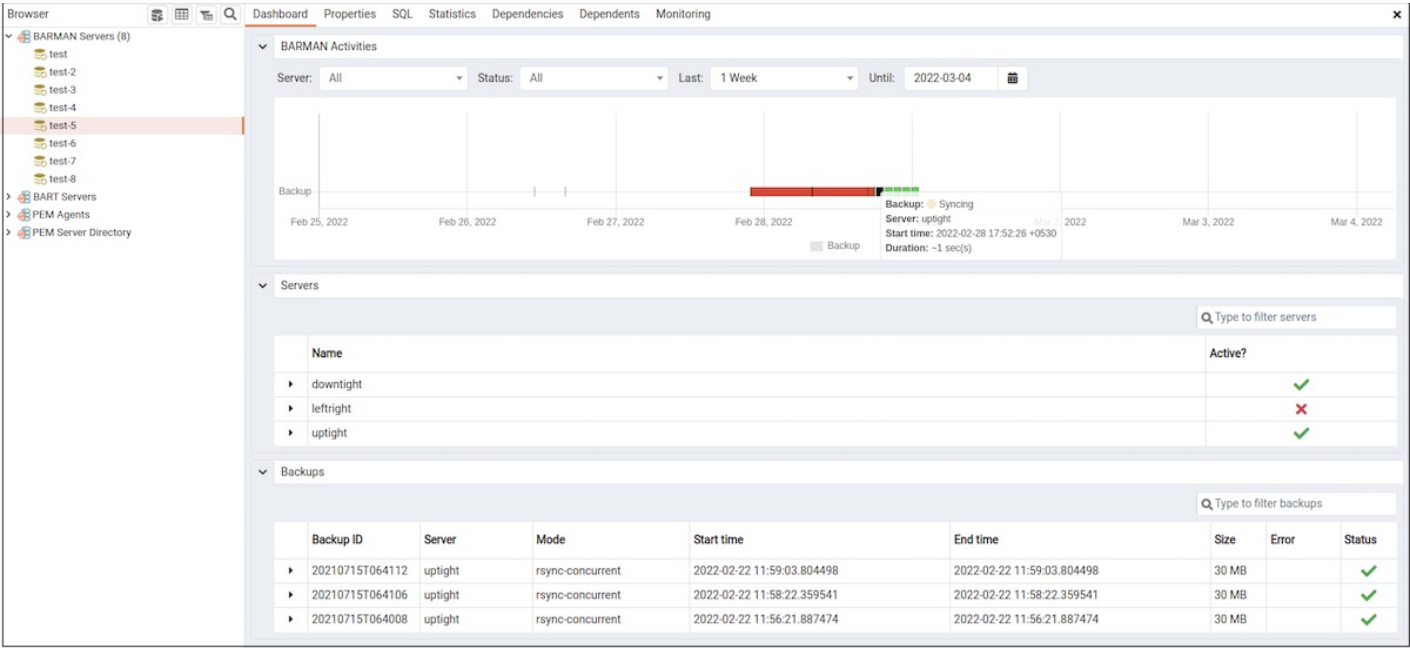 Browser
BARMAN Servers (8)
test
test-2
test-3
test-4
test-5
test-6
test-7
test-8
BART Servers
PEM Agents
PEM Server Directory
Dashboard Properties SQL Statistics Dependencies Dependents Monitoring
BARMAN Activities
Server: All Status: All Last: 1 Week Until: 2022-03-04
Backup
Feb 25, 2022 Feb 26, 2022 Feb 27, 2022 Feb 28, 2022 2022 Mar 3, 2022 Mar 4, 2022
Backup: Syncing
Server: uptight
Start time: 2022-02-28 17:52:26 +0530
Duration: ~1 sec(s)
Backup
Servers
Type to filter servers
Name Active?
downtight
leftright
uptight
Backups
Type to filter backups
Backup ID Server Mode Start time End time Size Error Status
20210715T064112 uptight rsync-concurrent 2022-02-22 11:59:03.804498 2022-02-22 11:59:03.804498 30 MB
20210715T064106 uptight rsync-concurrent 2022-02-22 11:58:22.359541 2022-02-22 11:58:22.359541 30 MB
20210715T064008 uptight rsync-concurrent 2022-02-22 11:56:21.887474 2022-02-22 11:56:21.887474 30 MB